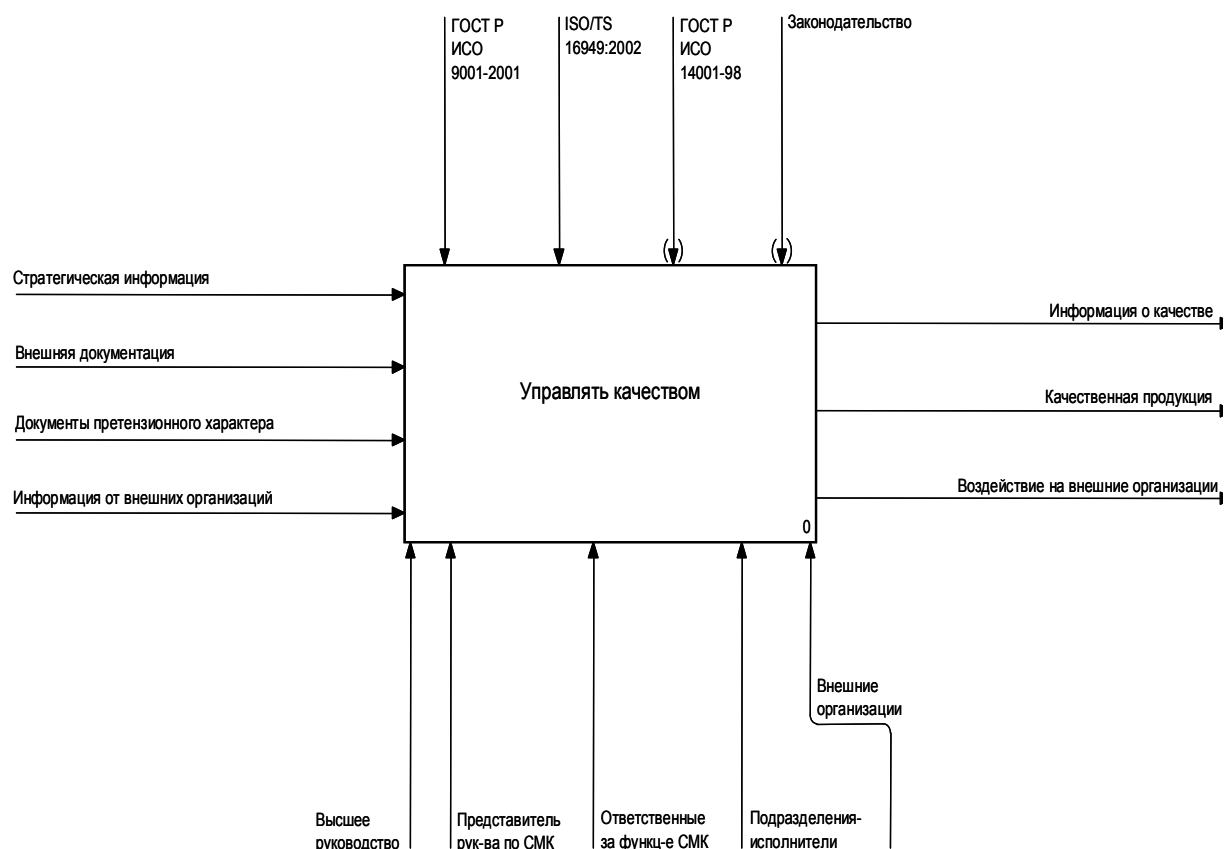 ГОСТ Р
ИСО
9001-2001
ISO/TS
16949:2002
ГОСТ Р
ИСО
14001-98
Законодательство
Стратегическая информация
Внешняя документация
Документы претензионного характера
Информация от внешних организаций
Управлять качеством
0
Информация о качестве
Качественная продукция
Воздействие на внешние организации
Внешние
организации
Высшее
руководство
Представитель
рук-ва по СМК
Ответственные
за функц-е СМК
Подразделения-
исполнители